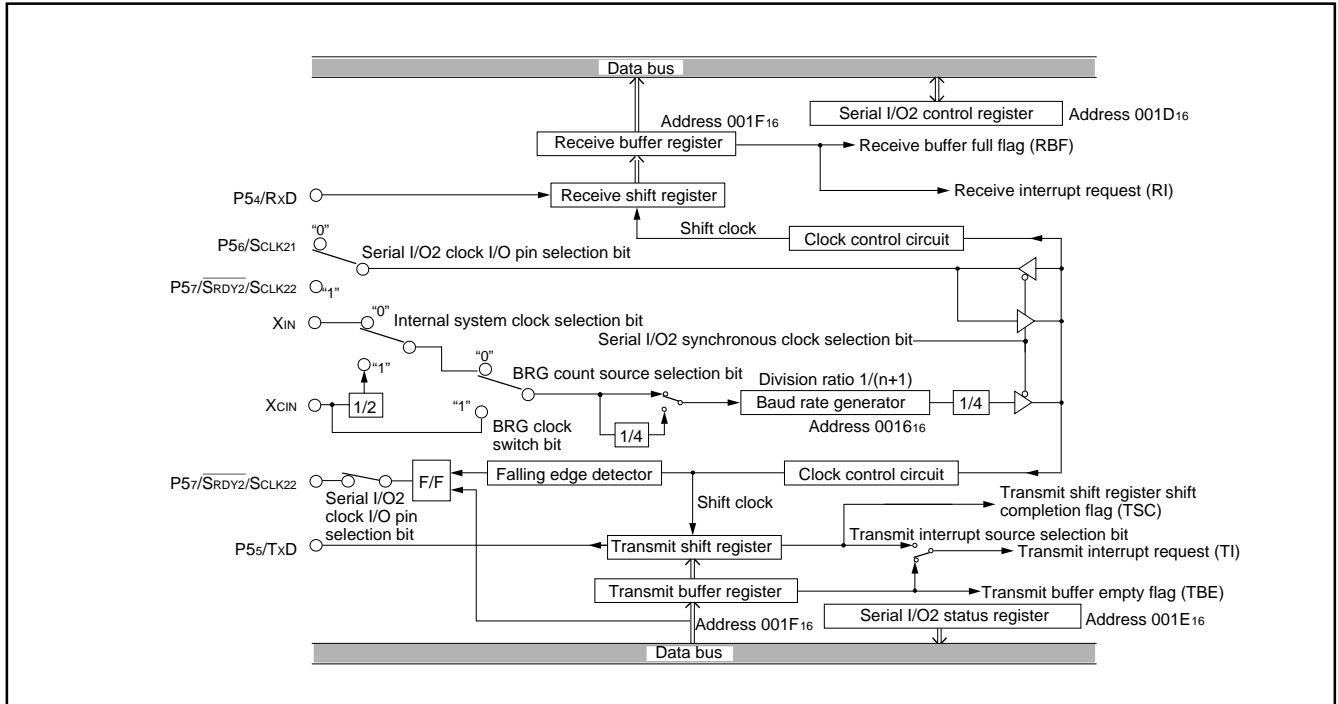 Data bus
Serial I/O2 control register
Address 001D16
Address 001F16
Receive buffer register
Receive buffer full flag (RBF)
Receive interrupt request (RI)
P54/RXD
Receive shift register
Shift clock
Clock control circuit
"0"
P56/SCLK21
Serial I/O2 clock I/O pin selection bit
P57/SRDY2/SCLK22
"1"
XIN
"0"
Internal system clock selection bit
Serial I/O2 synchronous clock selection bit
"0"
"1"
BRG count source selection bit
Division ratio 1/(n+1)
XCIN
1/2
"1"
Baud rate generator
1/4
BRG clock
switch bit
1/4
Address 001616
P57/SRDY2/SCLK22
F/F
Falling edge detector
Clock control circuit
Serial I/O2
clock I/O pin
selection bit
Shift clock
Transmit shift register shift
completion flag (TSC)
P55/TXD
Transmit shift register
Transmit interrupt source selection bit
Transmit interrupt request (TI)
Transmit buffer register
Transmit buffer empty flag (TBE)
Address 001F16
Serial I/O2 status register
Address 001E16
Data bus